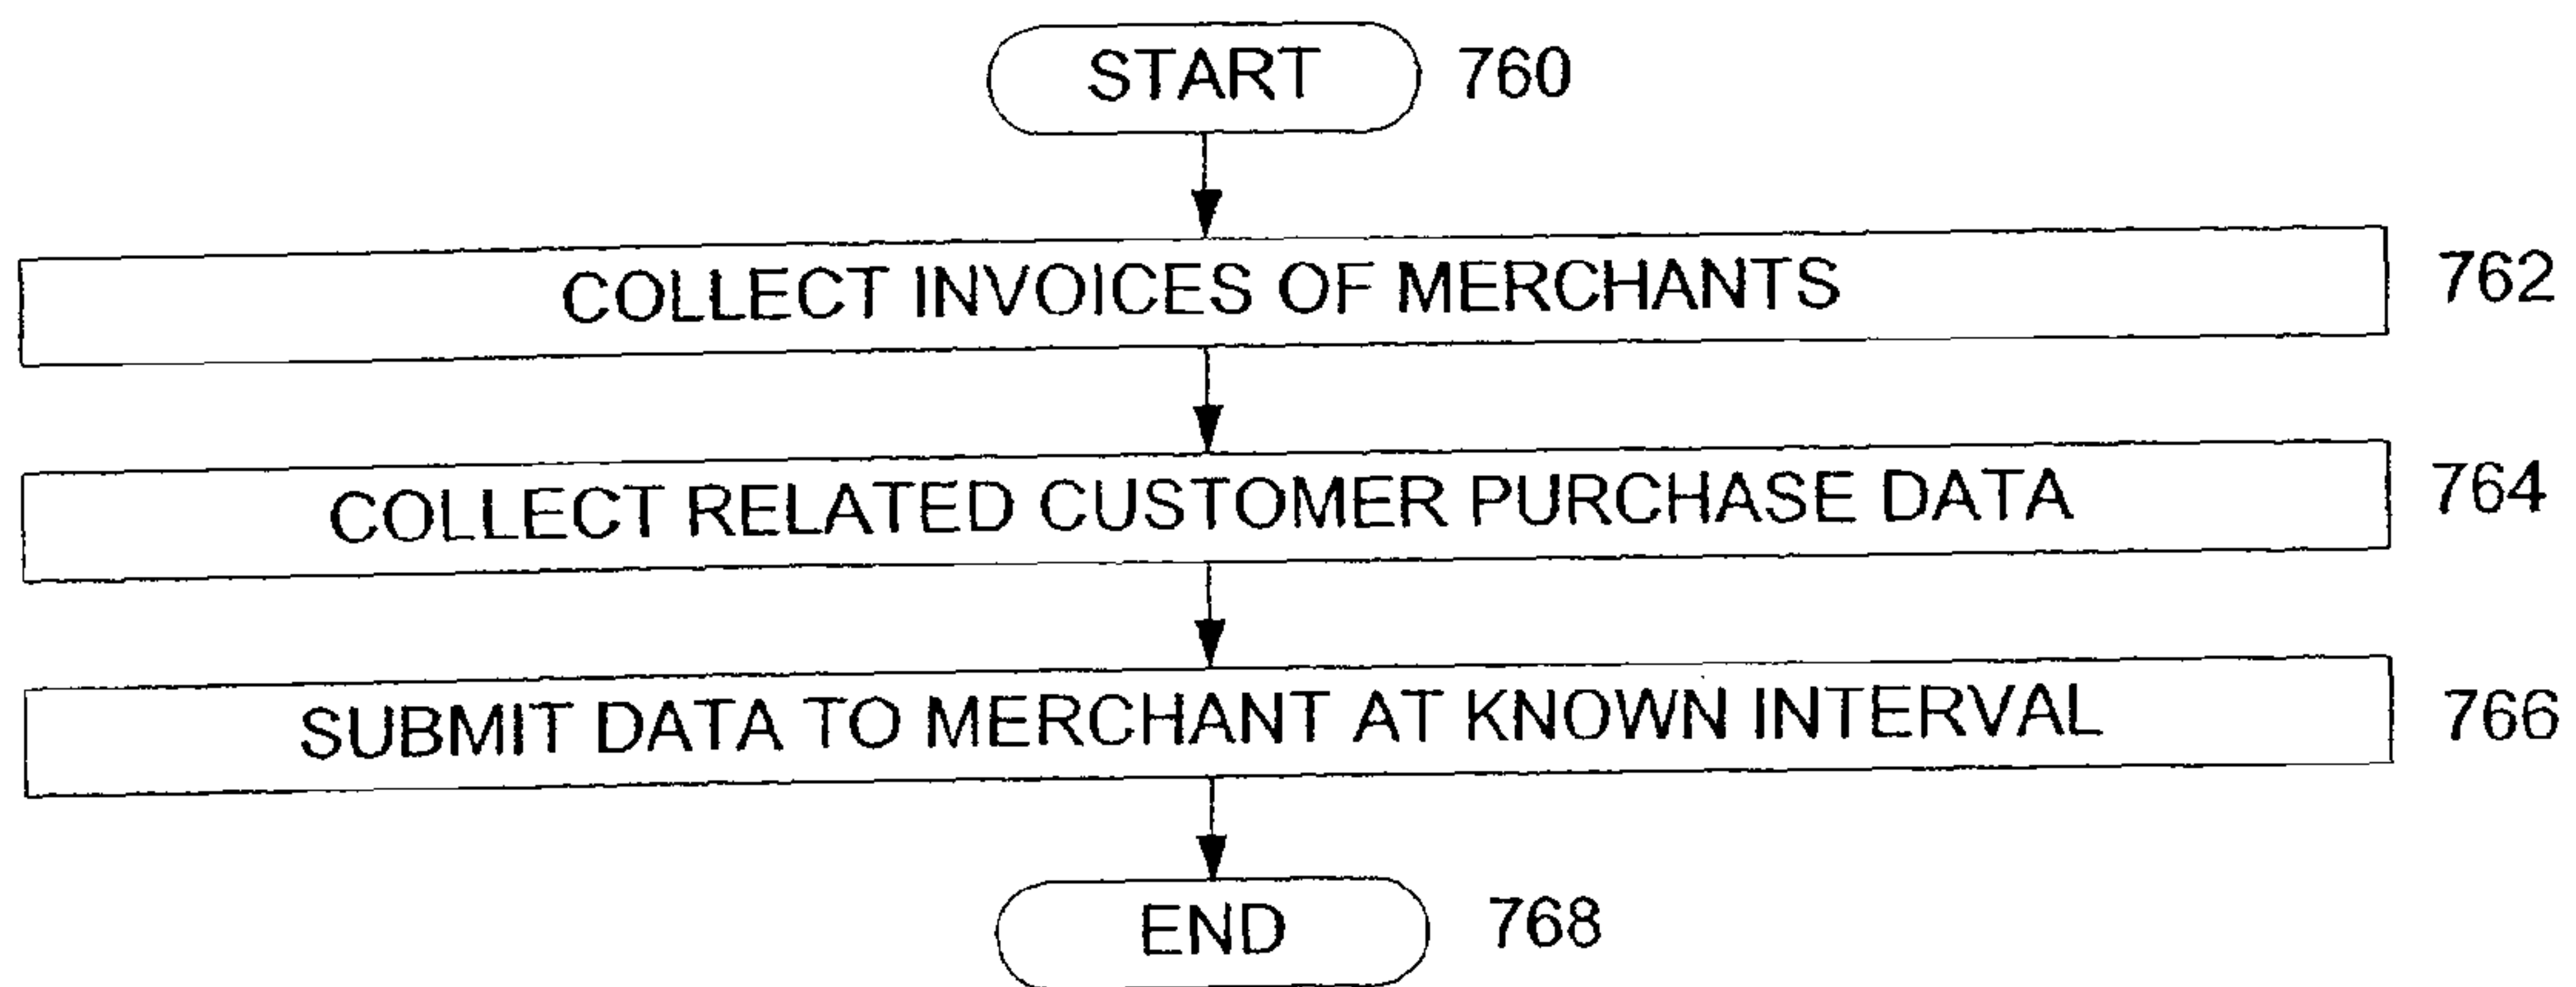 START 760
COLLECT INVOICES OF MERCHANTS 762
COLLECT RELATED CUSTOMER PURCHASE DATA 764
SUBMIT DATA TO MERCHANT AT KNOWN INTERVAL 766
END 768